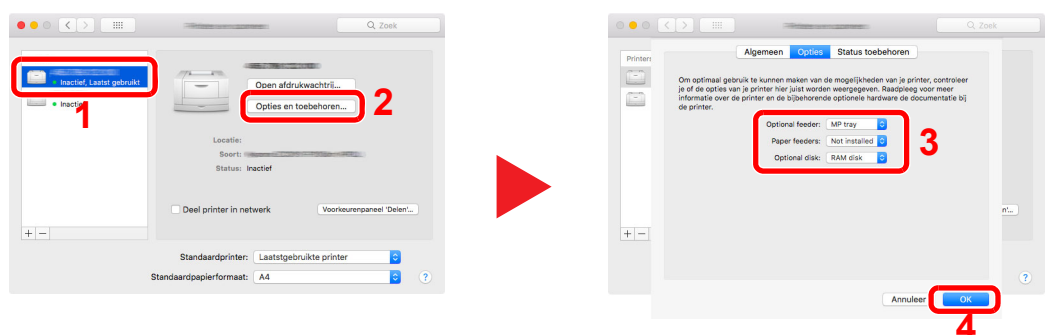 Zoek
Inactief, Laatst gebruikt
1
Inactief
Open afdrukwachtrij...
Opties en toebehoren...
2
Locatie:
Soort:
Status: Inactief
Deel printer in netwerk
Voorkeurenpaneel 'Delen'...
+ −
Standaardprinter: Laatstgebruikte printer
Standaardpapierformaat: A4
?
Zoek
Printers
Algemeen Opties Status toebehoren
Om optimaal gebruik te kunnen maken van de mogelijkheden van je printer, controleer
je of de opties van je printer hier juist worden weergegeven. Raadpleeg voor meer
informatie over de printer en de bijbehorende optionele hardware de documentatie bij
de printer.
Optional feeder: MP tray
Paper feeders: Not installed
Optional disk: RAM disk
3
n'...
+ −
?
Annuleer OK
4